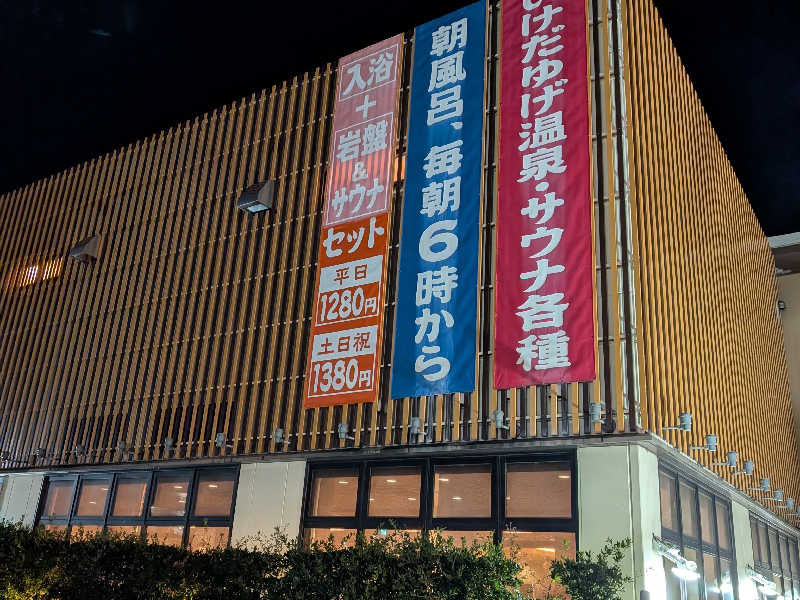 入浴
+
岩盤
&
サウナ
セット
平日
1280円
土日祝
1380円
朝風呂、毎朝6時から
いけだゆげ温泉・サウナ各種